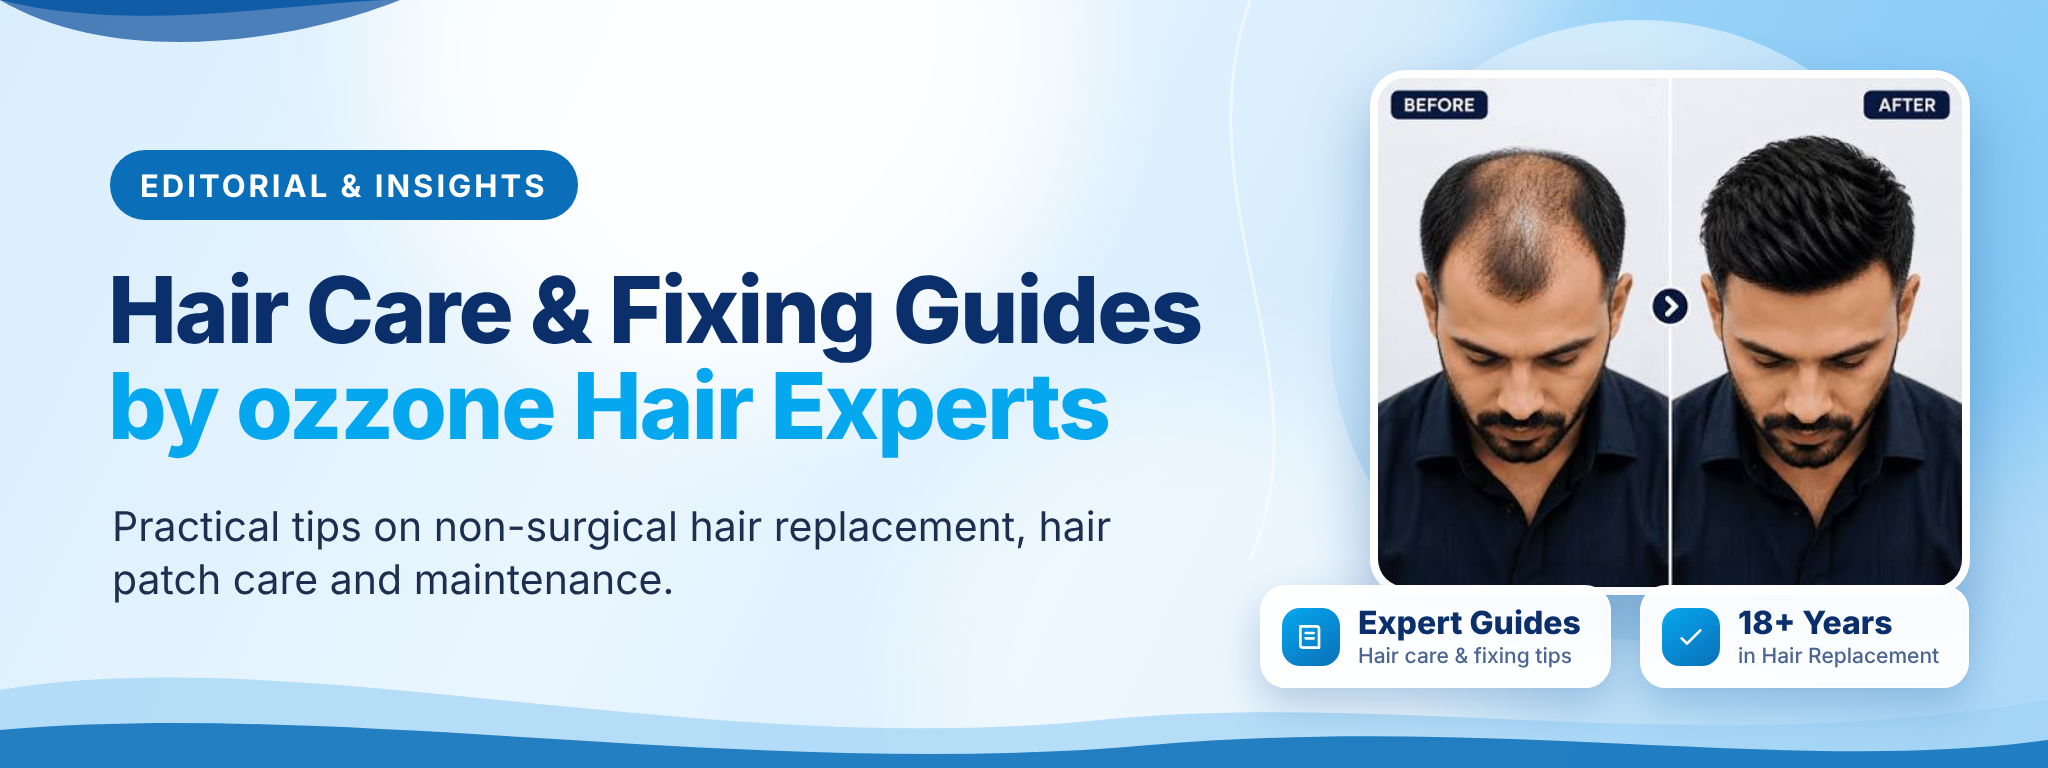 EDITORIAL & INSIGHTS
Hair Care & Fixing Guides
by ozzone Hair Experts
Practical tips on non-surgical hair replacement, hair
patch care and maintenance.
BEFORE
AFTER
Expert Guides
Hair care & fixing tips
18+ Years
in Hair Replacement